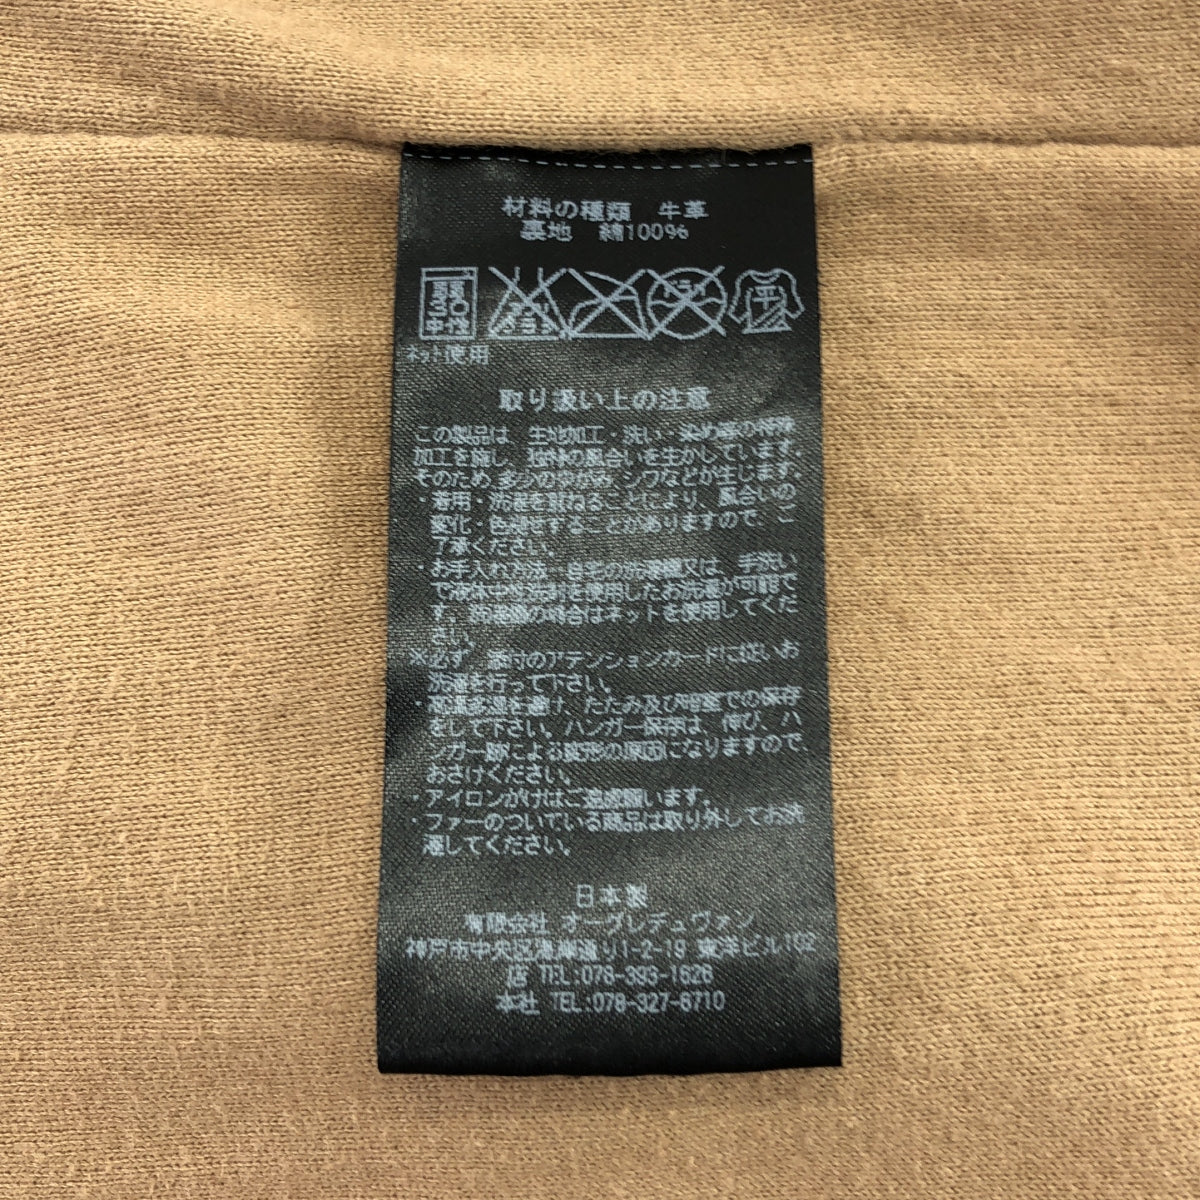 材料の種類 牛革
裏地 綿100%
中性
ネット使用 平
取り扱い上の注意
この製品は 生地加工・洗い・染め等の特殊
加工を施し、独特の風合いを生かしています。
そのため、多少のゆがみ シワなどが生じます。
・着用・洗濯を重ねることにより、風合いの
変化・色褪せすることがありますので、ご
了承ください。
・お手入れ方法 自宅の洗濯機又は、手洗い
で液体中性洗剤を使用したお洗濯が可能で
す。洗濯機の場合はネットを使用してくだ
さい。
※必ず 添付のアテンションカードに従いお
洗濯を行って下さい。
・高温多湿を避け、たたみ及び暗室での保存
をして下さい。ハンガー保存は、伸び、ハ
ンガー跡による変形の原因になりますので、
おさけください。
・アイロンがけはご遠慮願います。
・ファーのついている商品は取り外してお洗
濯してください。
日本製
有限会社 オーグレデュヴァン
神戸市中央区海岸通り1-2-19 東洋ビル102
店 TEL:078-393-1626
本社 TEL:078-327-6710